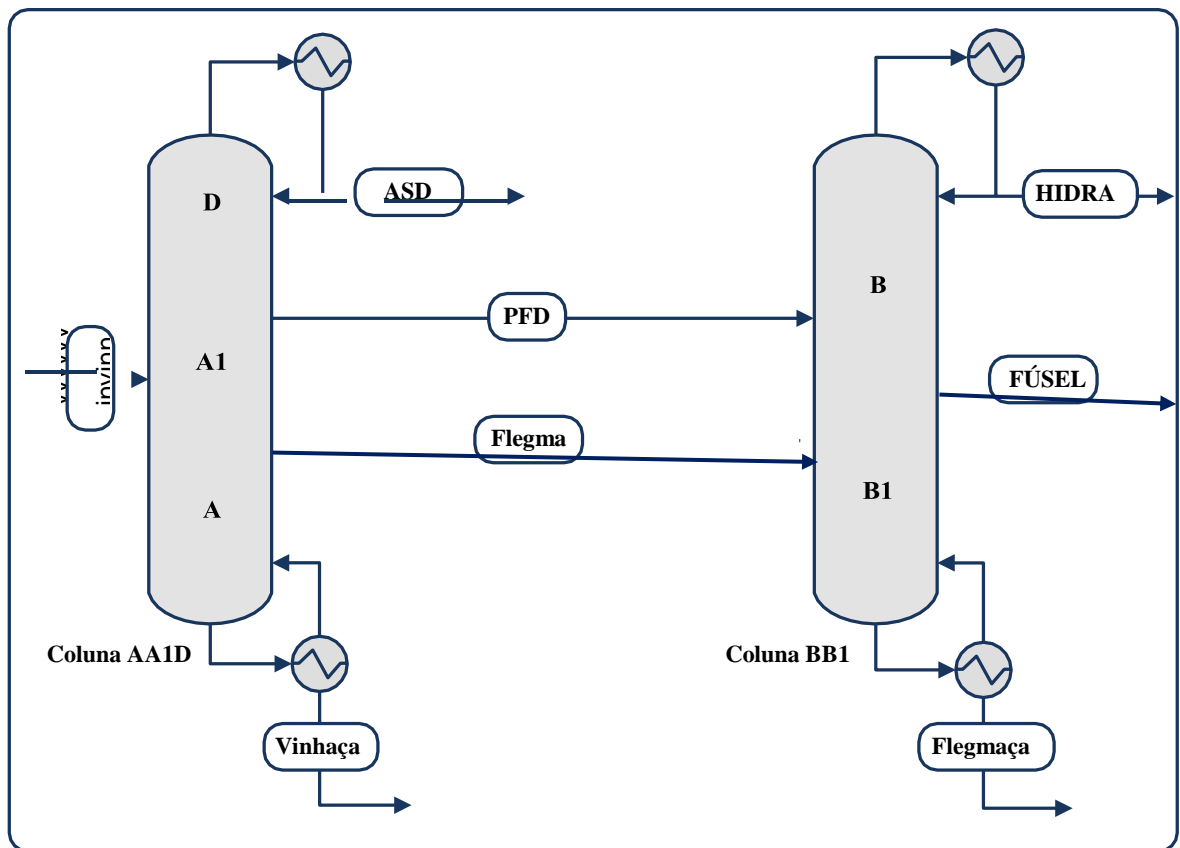 D
ASD
HIDRA
B
PFD
A1
FÚSEL
Flegma
B1
A
Coluna AA1D
Coluna BB1
Vinhaça
Flegmaça